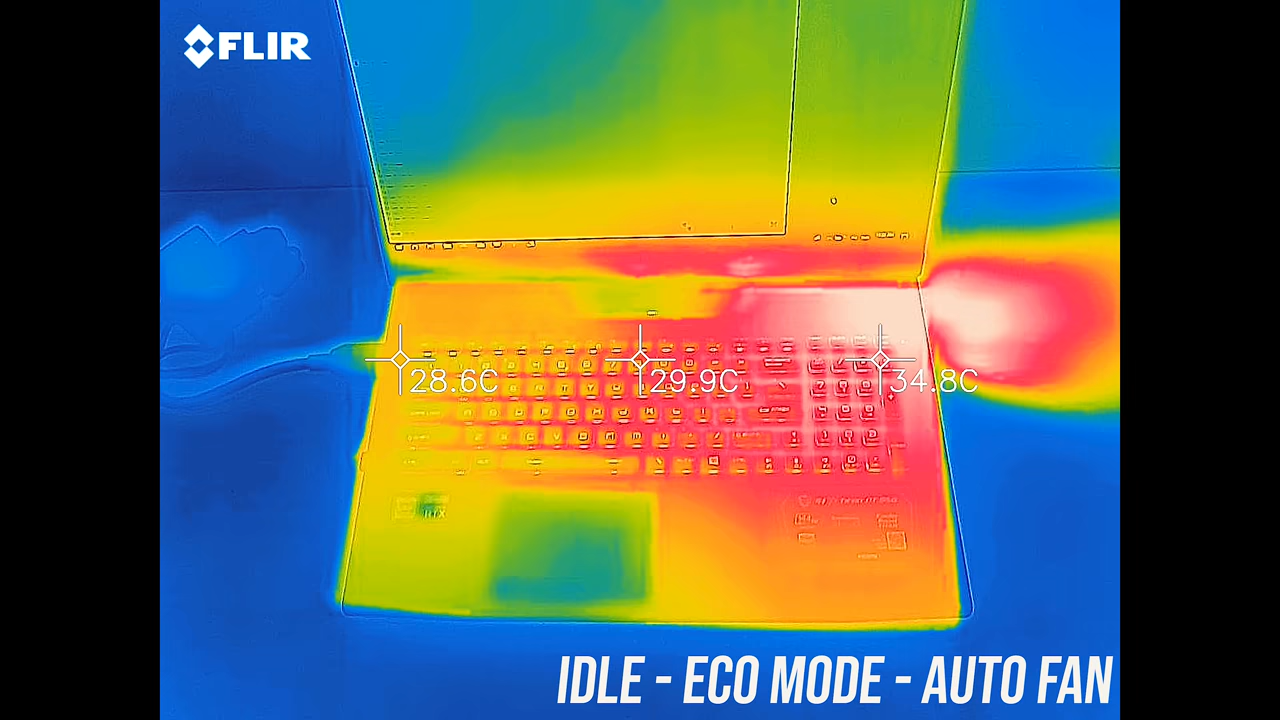 FLIR
28.6C
29.9C
34.8C
IDLE - ECO MODE - AUTO FAN